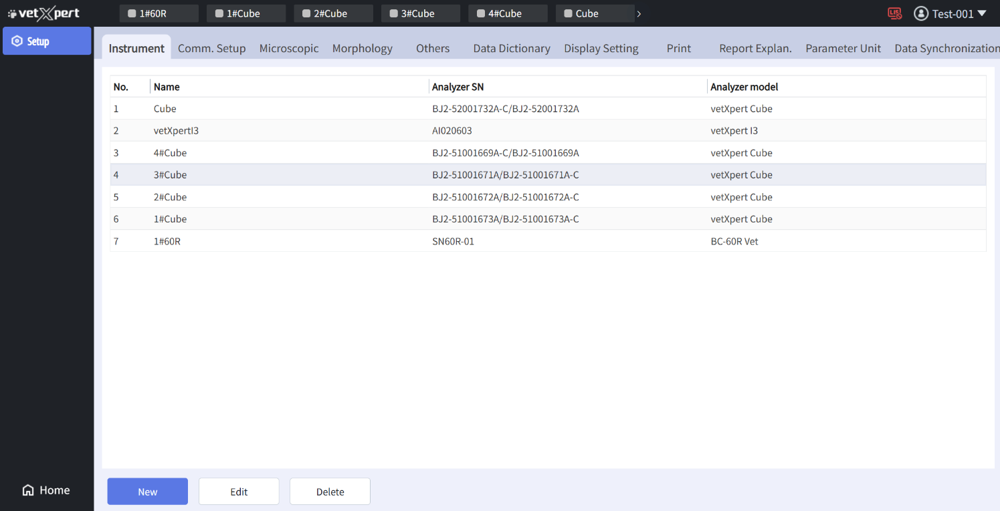 vetXpert 1#60R 1#Cube 2#Cube 3#Cube 4#Cube Cube LIS Test-001
Setup
Instrument Comm. Setup Microscopic Morphology Others Data Dictionary Display Setting Print Report Explan. Parameter Unit Data Synchronization
No. Name Analyzer SN Analyzer model
1 Cube BJ2-52001732A-C/BJ2-52001732A vetXpert Cube
2 vetXpertI3 AI020603 vetXpert I3
3 4#Cube BJ2-51001669A-C/BJ2-51001669A vetXpert Cube
4 3#Cube BJ2-51001671A/BJ2-51001671A-C vetXpert Cube
5 2#Cube BJ2-51001672A/BJ2-51001672A-C vetXpert Cube
6 1#Cube BJ2-51001673A/BJ2-51001673A-C vetXpert Cube
7 1#60R SN60R-01 BC-60R Vet
Home
New Edit Delete